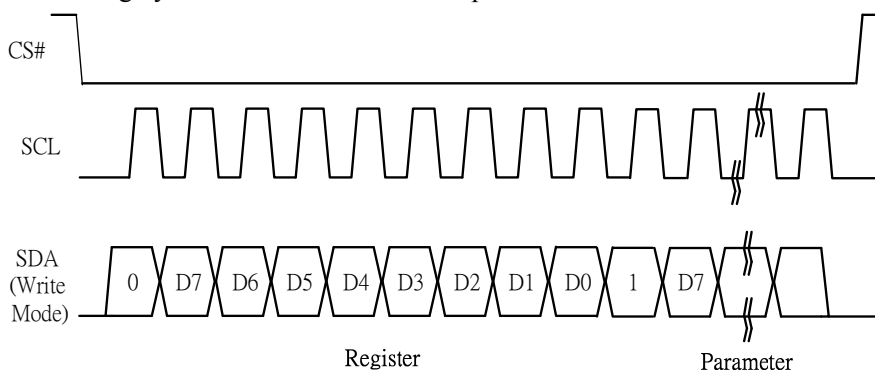 CS#
SCL
SDA
(Write
Mode)
0 D7 D6 D5 D4 D3 D2 D1 D0 1 D7
Register Parameter